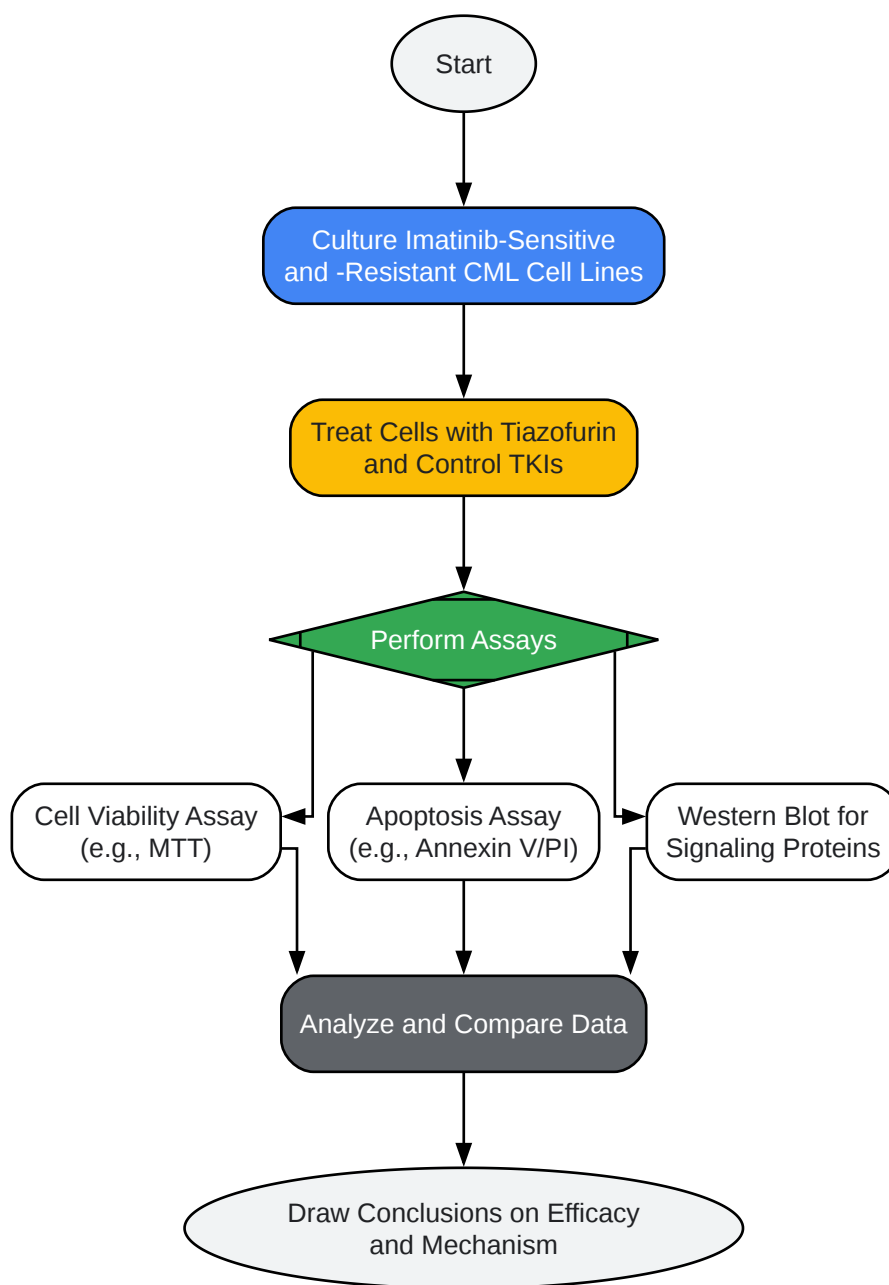 Start
Culture Imatinib-Sensitive
and -Resistant CML Cell Lines
Treat Cells with Tiazofurin
and Control TKIs
Perform Assays
Cell Viability Assay
(e.g., MTT)
Apoptosis Assay
(e.g., Annexin V/PI)
Western Blot for
Signaling Proteins
Analyze and Compare Data
Draw Conclusions on Efficacy
and Mechanism